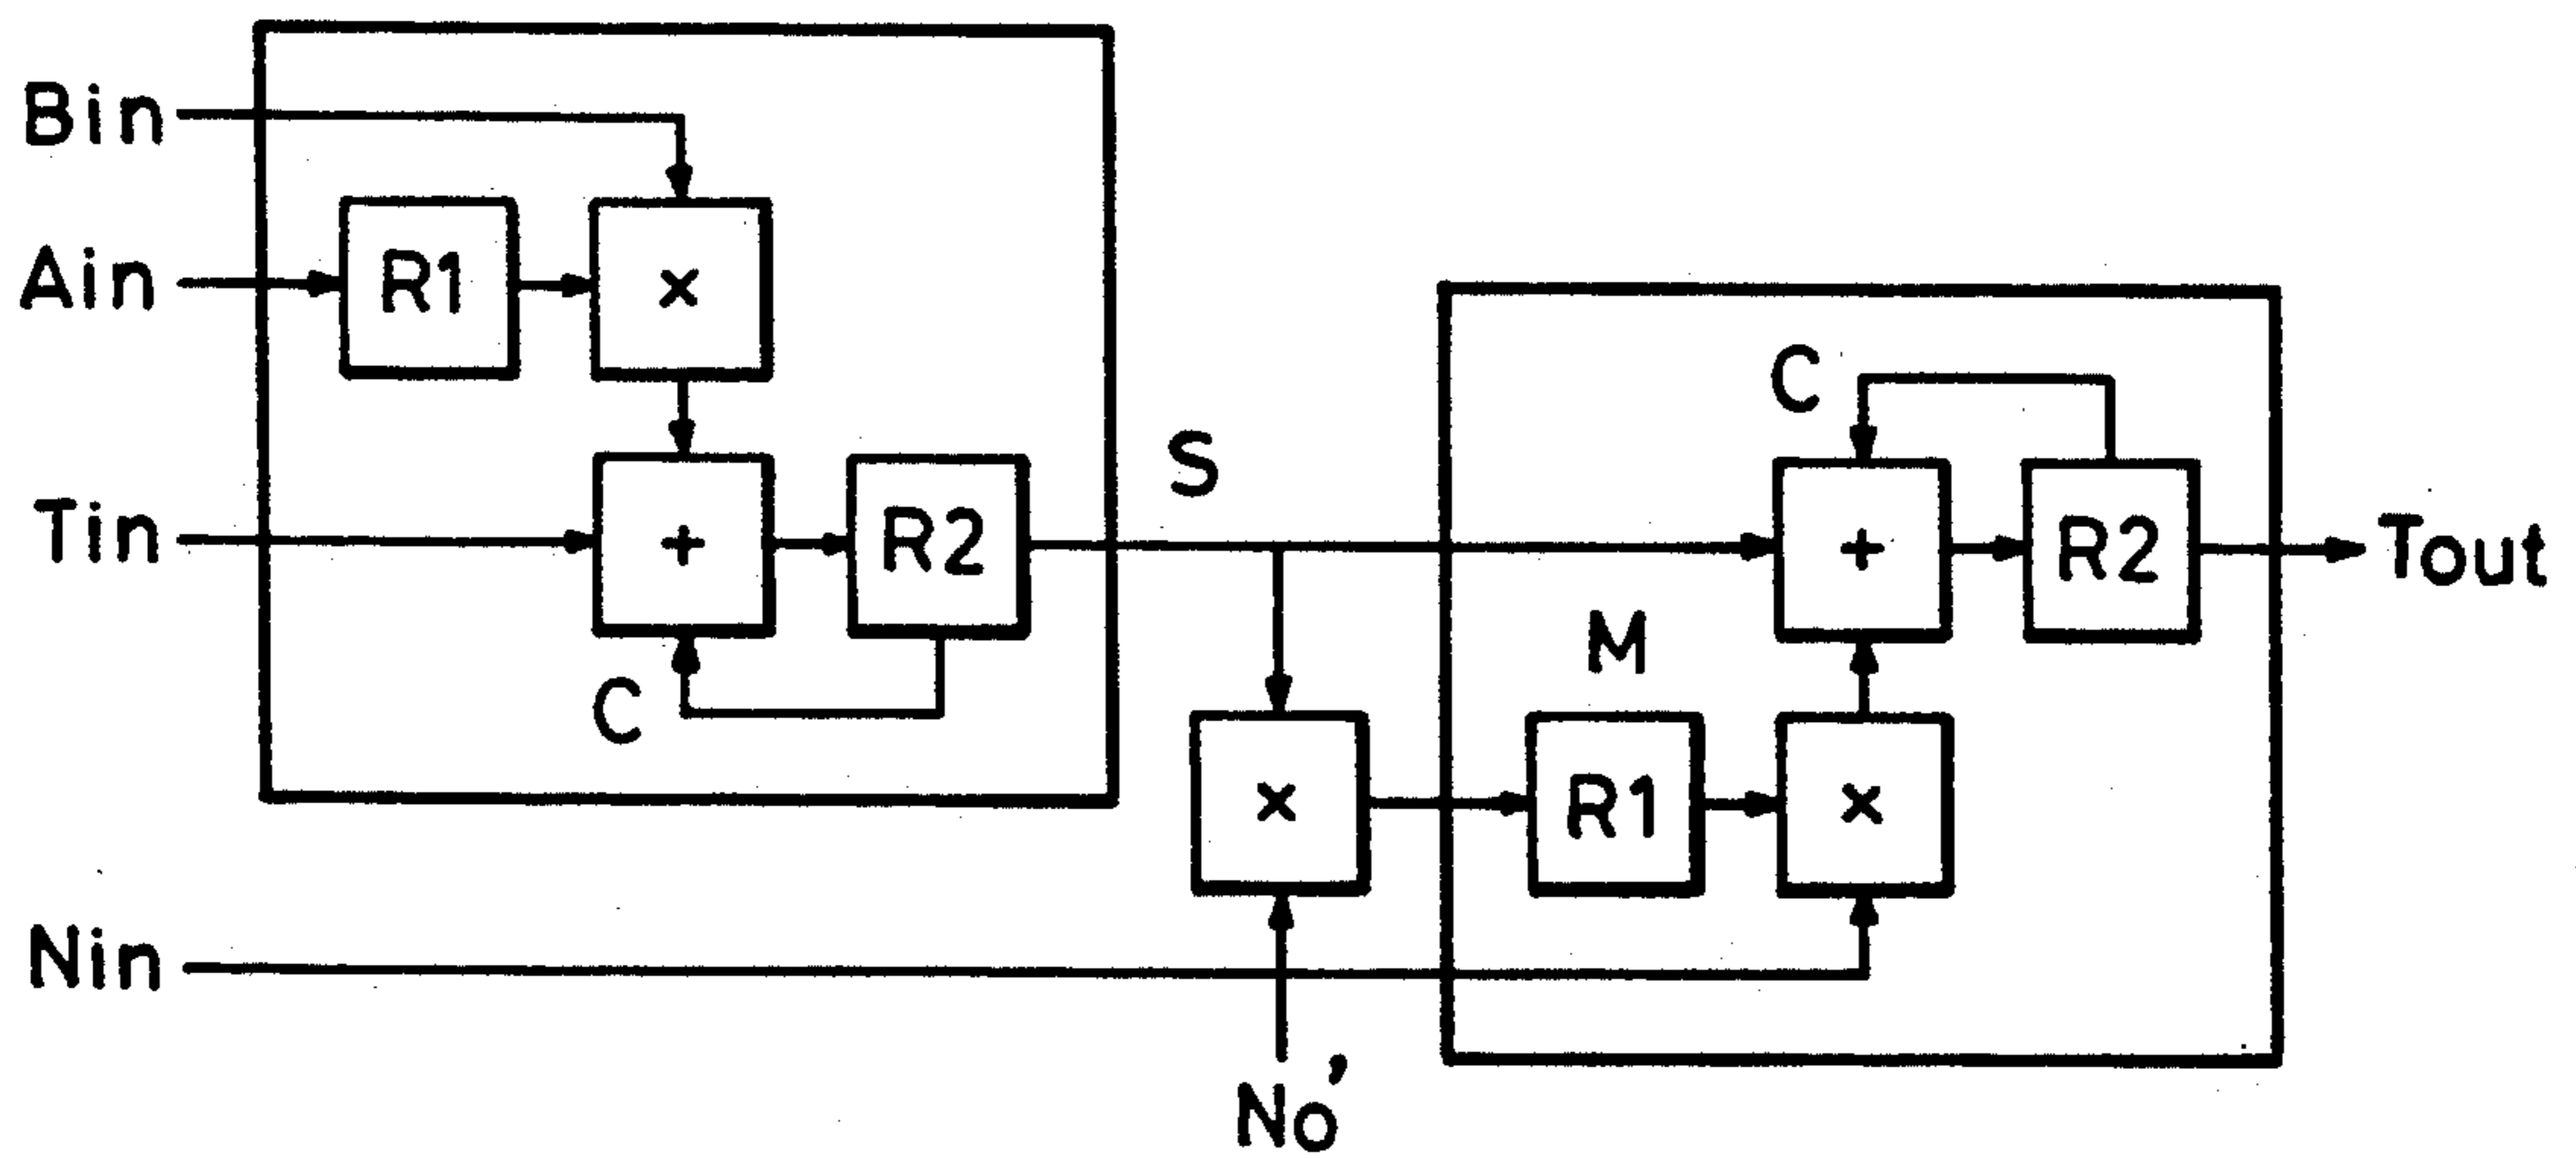 Bin
Ain
R1
×
Tin
+
R2
C
S
C
+
R2
Tout
M
×
R1
×
Nin
No'